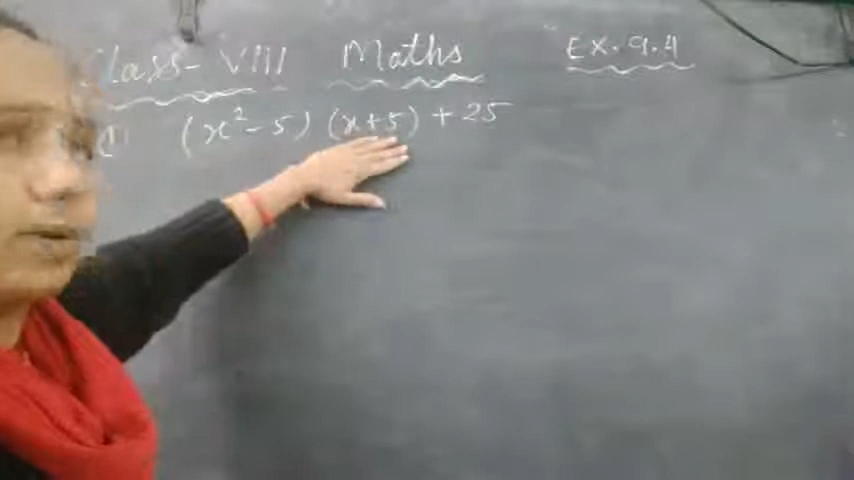 Class-VIII Maths Ex.9.4
(1) (x²-5) (x+5) + 25